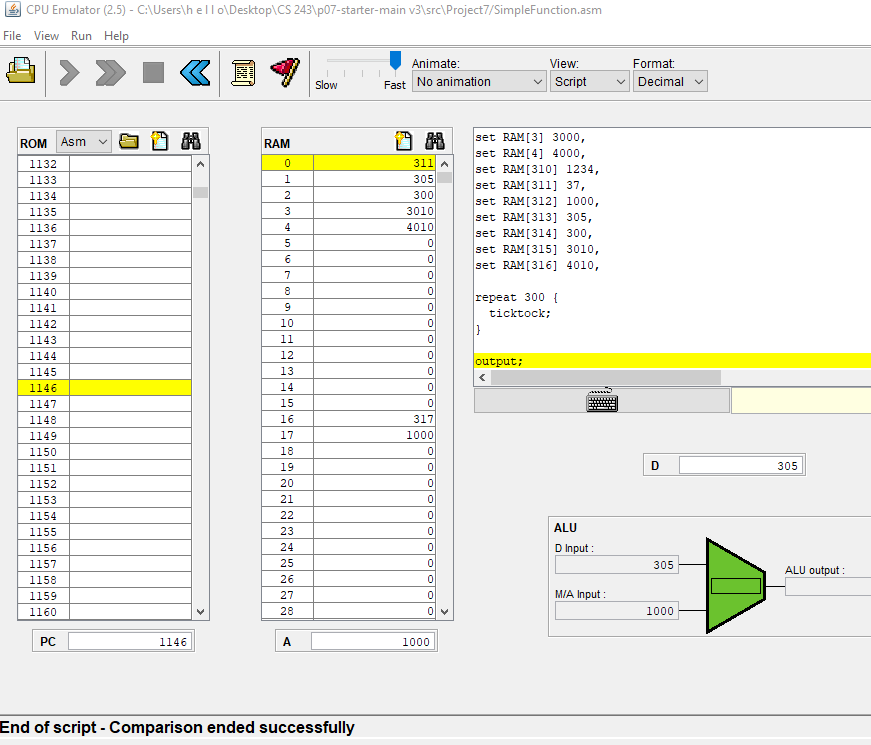 CPU Emulator (2.5) - C:\Users\h e l l o\Desktop\CS 243\p07-starter-main v3\src\Project7/SimpleFunction.asm
File View Run Help
Slow Fast
Animate:
No animation
View:
Script
Format:
Decimal
ROM Asm
1132
1133
1134
1135
1136
1137
1138
1139
1140
1141
1142
1143
1144
1145
1146
1147
1148
1149
1150
1151
1152
1153
1154
1155
1156
1157
1158
1159
1160
PC 1146
RAM
0 311
1 305
2 300
3 3010
4 4010
5 0
6 0
7 0
8 0
9 0
10 0
11 0
12 0
13 0
14 0
15 0
16 317
17 1000
18 0
19 0
20 0
21 0
22 0
23 0
24 0
25 0
26 0
27 0
28 0
A 1000
set RAM[3] 3000,
set RAM[4] 4000,
set RAM[310] 1234,
set RAM[311] 37,
set RAM[312] 1000,
set RAM[313] 305,
set RAM[314] 300,
set RAM[315] 3010,
set RAM[316] 4010,
repeat 300 {
ticktock;
}
output;
D 305
ALU
D Input :
305
M/A Input :
1000
ALU output :
End of script - Comparison ended successfully